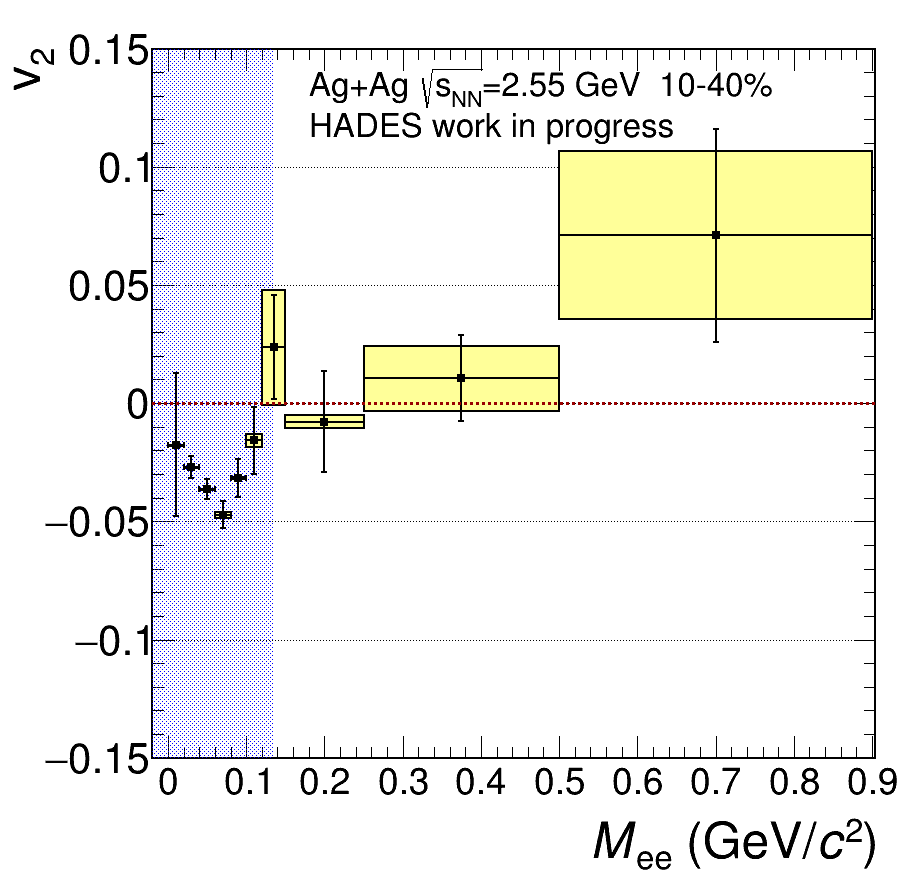 v₂
0.15
Ag+Ag √sNN=2.55 GeV 10-40%
HADES work in progress
0.1
0.05
0
−0.05
−0.1
−0.15
0 0.1 0.2 0.3 0.4 0.5 0.6 0.7 0.8 0.9
Mee (GeV/c²)